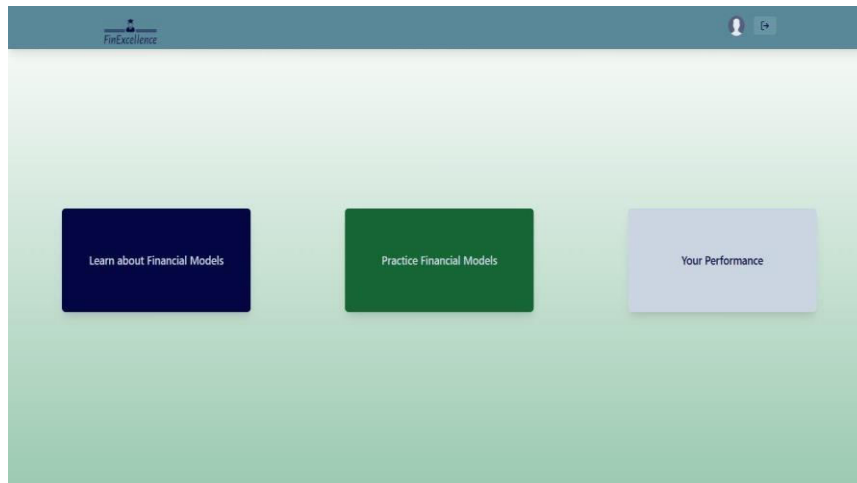 FinExcellence
Learn about Financial Models
Practice Financial Models
Your Performance